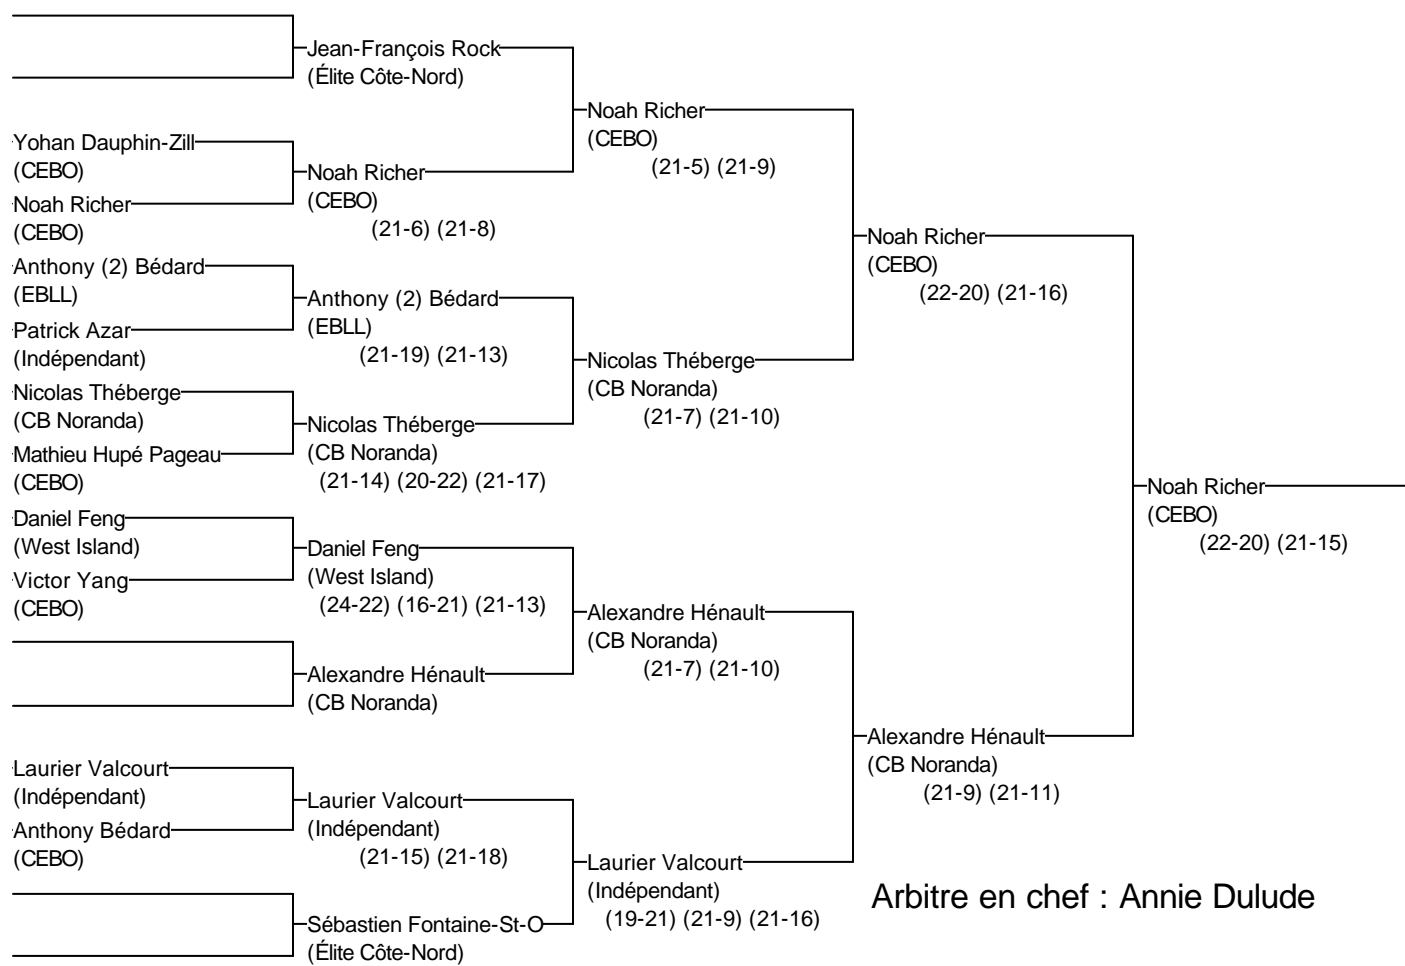 Jean-François Rock
(Élite Côte-Nord)
Yohan Dauphin-Zill
(CEBO)
Noah Richer
(CEBO)
Noah Richer
(CEBO)
(21-6) (21-8)
Noah Richer
(CEBO)
(21-5) (21-9)
Anthony (2) Bédard
(EBLL)
Patrick Azar
(Indépendant)
Anthony (2) Bédard
(EBLL)
(21-19) (21-13)
Nicolas Théberge
(CB Noranda)
Mathieu Hupé Pageau
(CEBO)
Nicolas Théberge
(CB Noranda)
(21-14) (20-22) (21-17)
Nicolas Théberge
(CB Noranda)
(21-7) (21-10)
Noah Richer
(CEBO)
(22-20) (21-16)
Daniel Feng
(West Island)
Victor Yang
(CEBO)
Daniel Feng
(West Island)
(24-22) (16-21) (21-13)
Alexandre Hénault
(CB Noranda)
Alexandre Hénault
(CB Noranda)
(21-7) (21-10)
Laurier Valcourt
(Indépendant)
Anthony Bédard
(CEBO)
Laurier Valcourt
(Indépendant)
(21-15) (21-18)
Sébastien Fontaine-St-O
(Élite Côte-Nord)
Laurier Valcourt
(Indépendant)
(19-21) (21-9) (21-16)
Alexandre Hénault
(CB Noranda)
(21-9) (21-11)
Noah Richer
(CEBO)
(22-20) (21-15)
Arbitre en chef : Annie Dulude